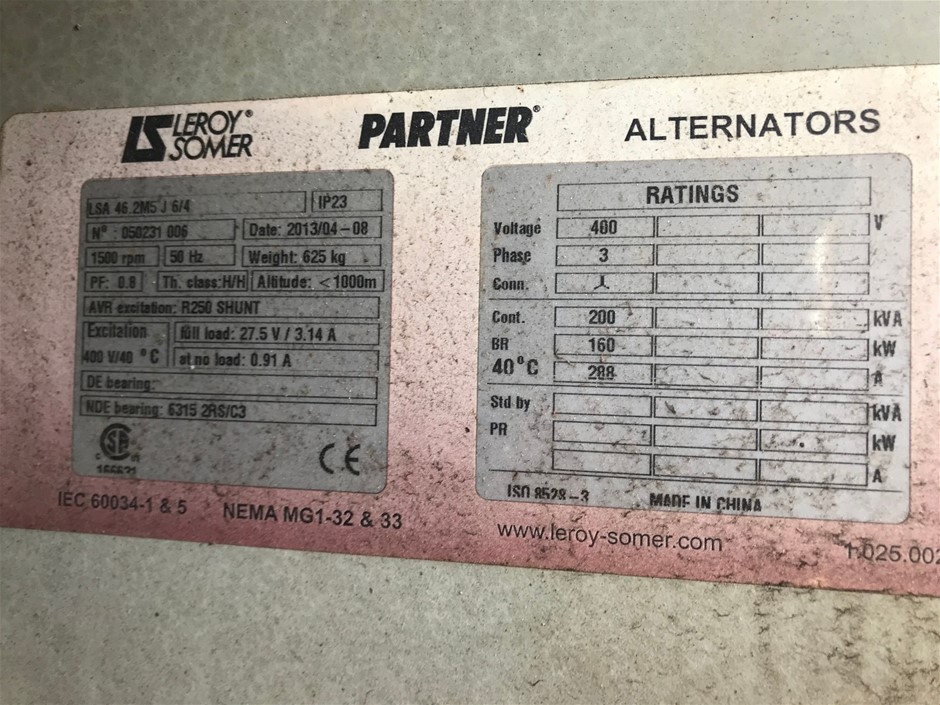 LEROY® SOMER
PARTNER®
ALTERNATORS
LSA 46.2M5 J 6/4
IP23
N° : 050231 006
Date: 2013/04-08
1500 rpm
50 Hz
Weight: 625 kg
PF: 0.8
Th. class:H/H
Altitude: <1000m
AVR excitation: R250 SHUNT
Excitation
full load: 27.5 V / 3.14 A
400 V/40 °C
at no load: 0.91 A
DE bearing:
NDE bearing: 6315 2RS/C3
CE
IEC 60034-1 & 5
NEMA MG1-32 & 33
RATINGS
Voltage 400 V
Phase 3
Conn.
Cont. 200 kVA
BR 160 kW
40°C 288 A
Std by kVA
PR kW
A
ISO 8528-3
MADE IN CHINA
www.leroy-somer.com
1.025.002